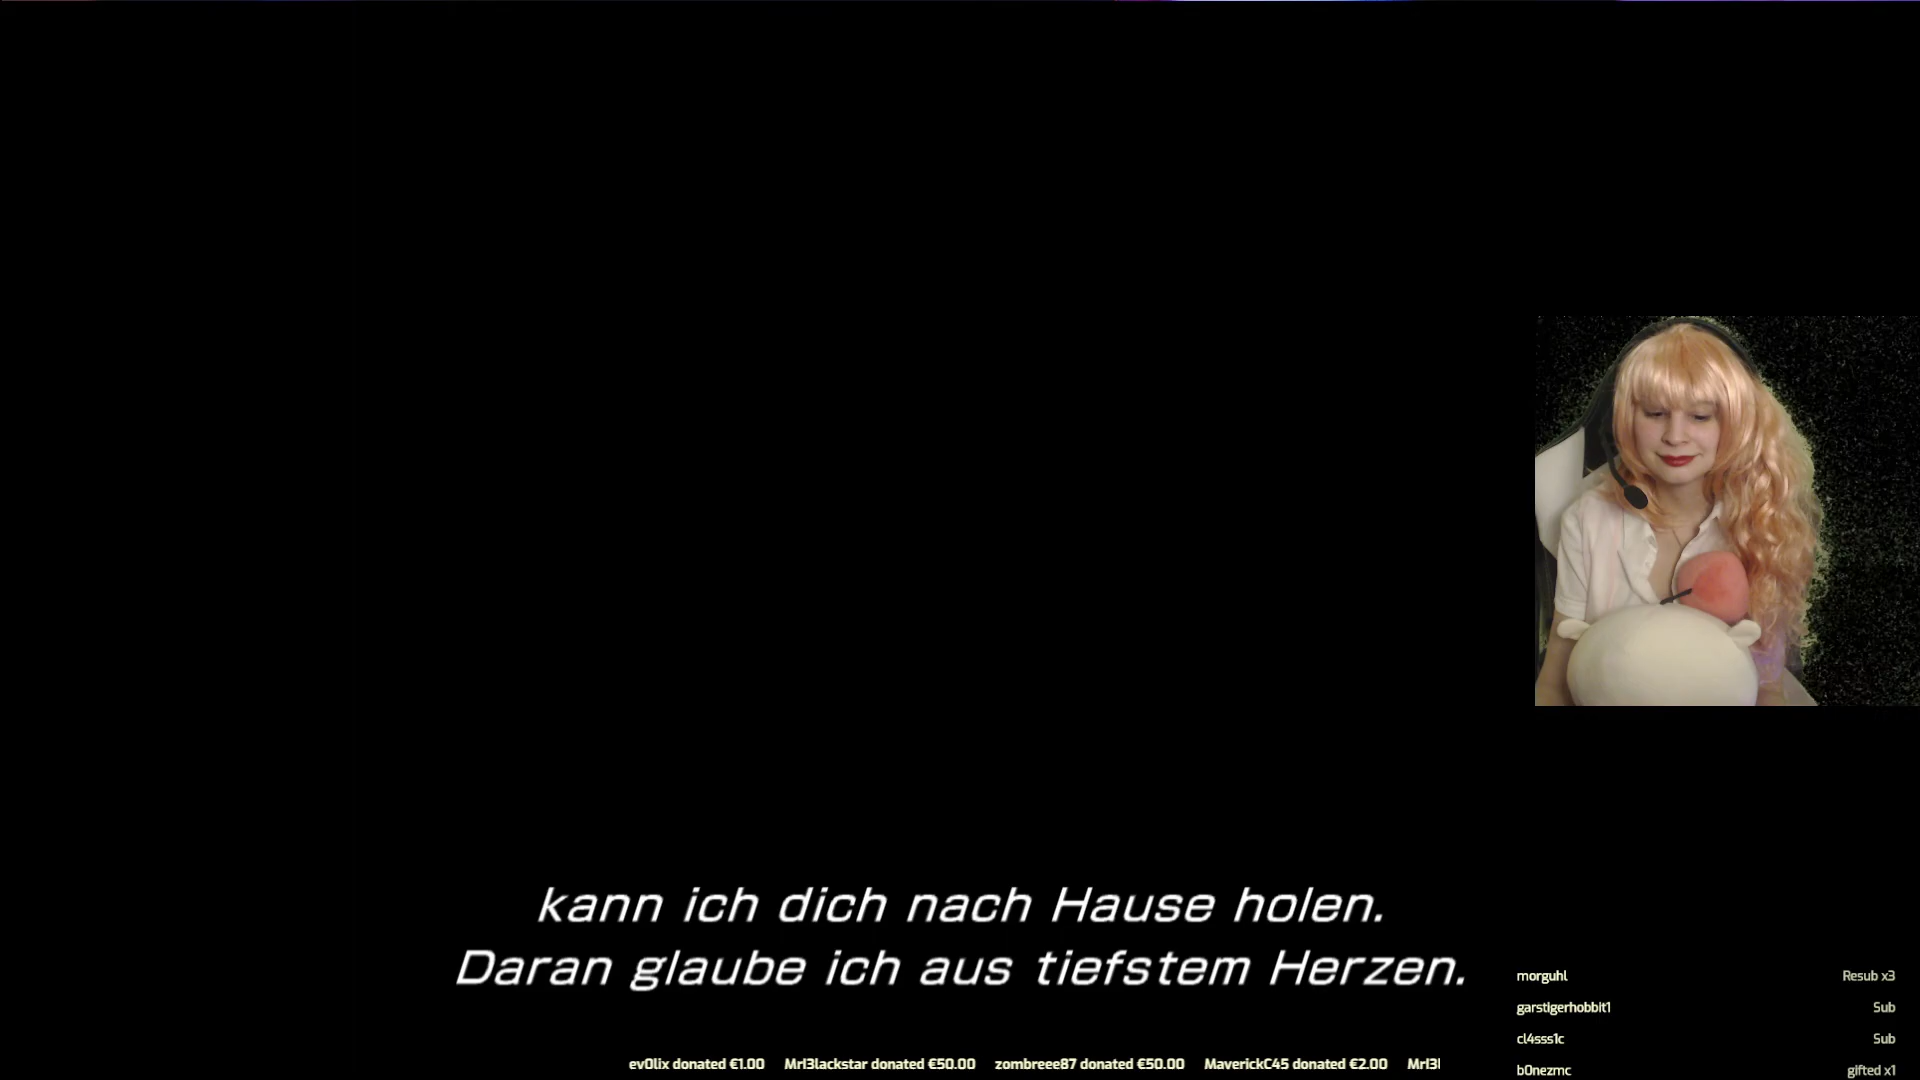 kann ich dich nach Hause holen.
Daran glaube ich aus tiefstem Herzen.
morguhl Resub x3
garstigerhobbit1 Sub
cl4sss1c Sub
b0nezmc gifted x1
ev0lix donated €1.00 Mrl3lackstar donated €50.00 zombreee87 donated €50.00 MaverickC45 donated €2.00